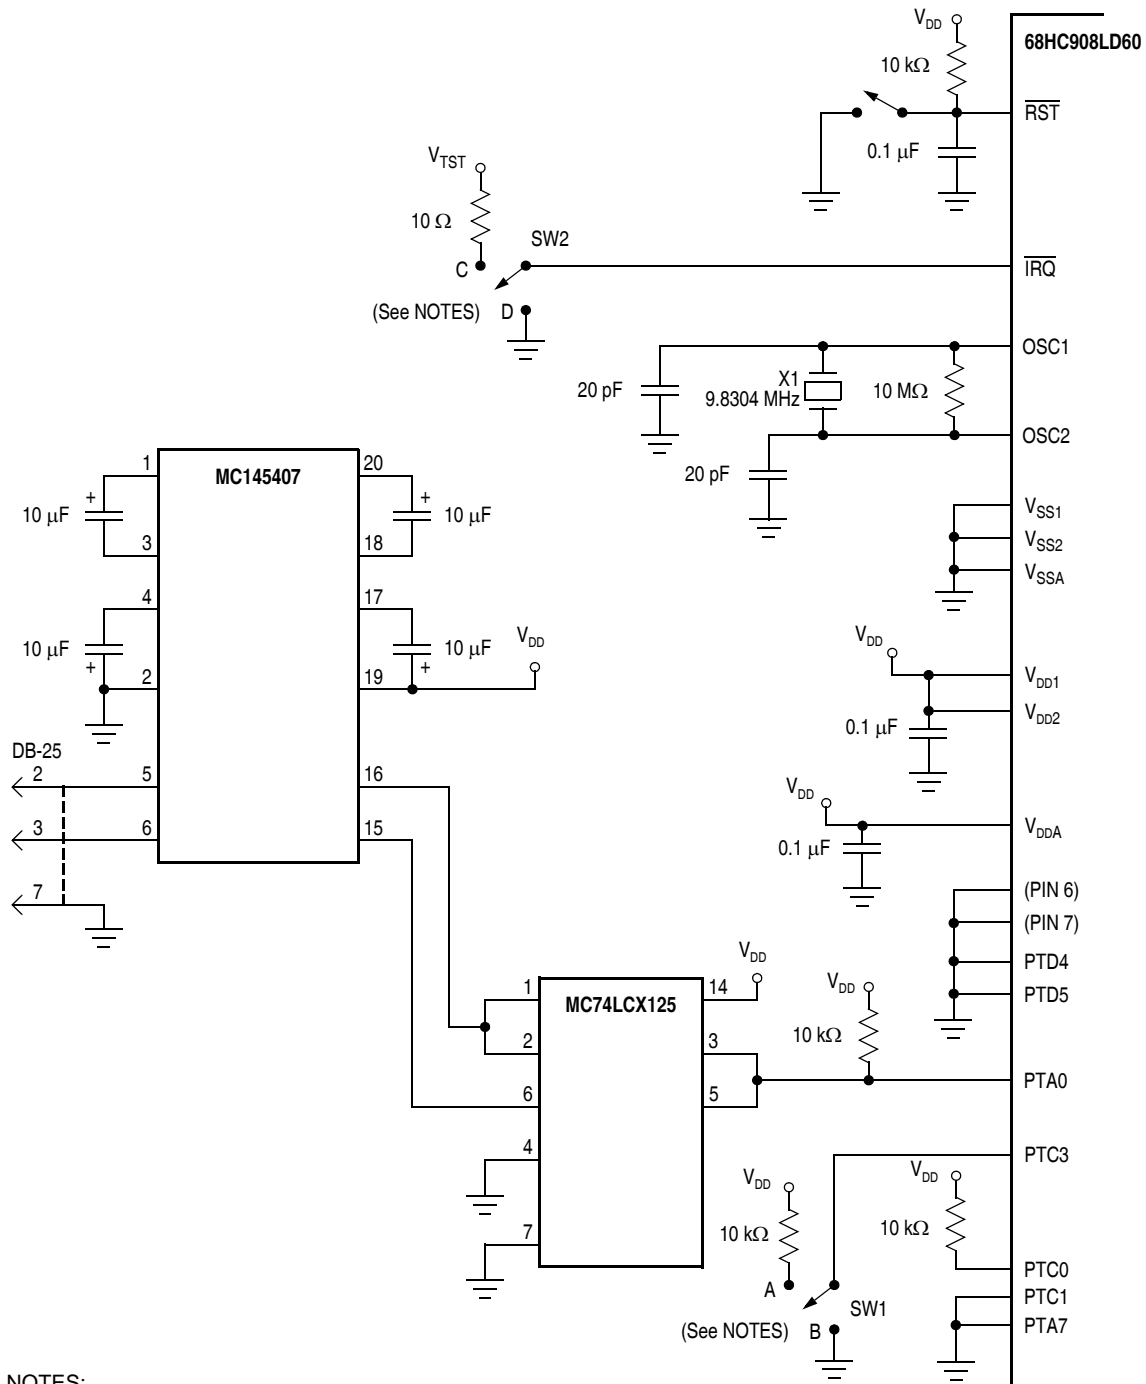 V_DD
68HC908LD60
10 kΩ
RST
0.1 μF
V_TST
10 Ω
SW2
C
IRQ
(See NOTES) D
OSC1
20 pF
X1
9.8304 MHz
10 MΩ
OSC2
20 pF
1
MC145407
20
+
10 μF
+
10 μF
3
18
V_SS1
V_SS2
V_SSA
4
17
10 μF
+
10 μF
+
V_DD
2
19
V_DD
V_DD1
V_DD2
0.1 μF
DB-25
2
5
16
3
6
15
7
V_DD
V_DDA
0.1 μF
(PIN 6)
(PIN 7)
PTD4
PTD5
V_DD
1
MC74LCX125
14
2
3
6
5
4
7
V_DD
10 kΩ
PTA0
PTC3
V_DD
10 kΩ
V_DD
10 kΩ
PTC0
PTC1
PTA7
A
SW1
(See NOTES) B
NOTES: